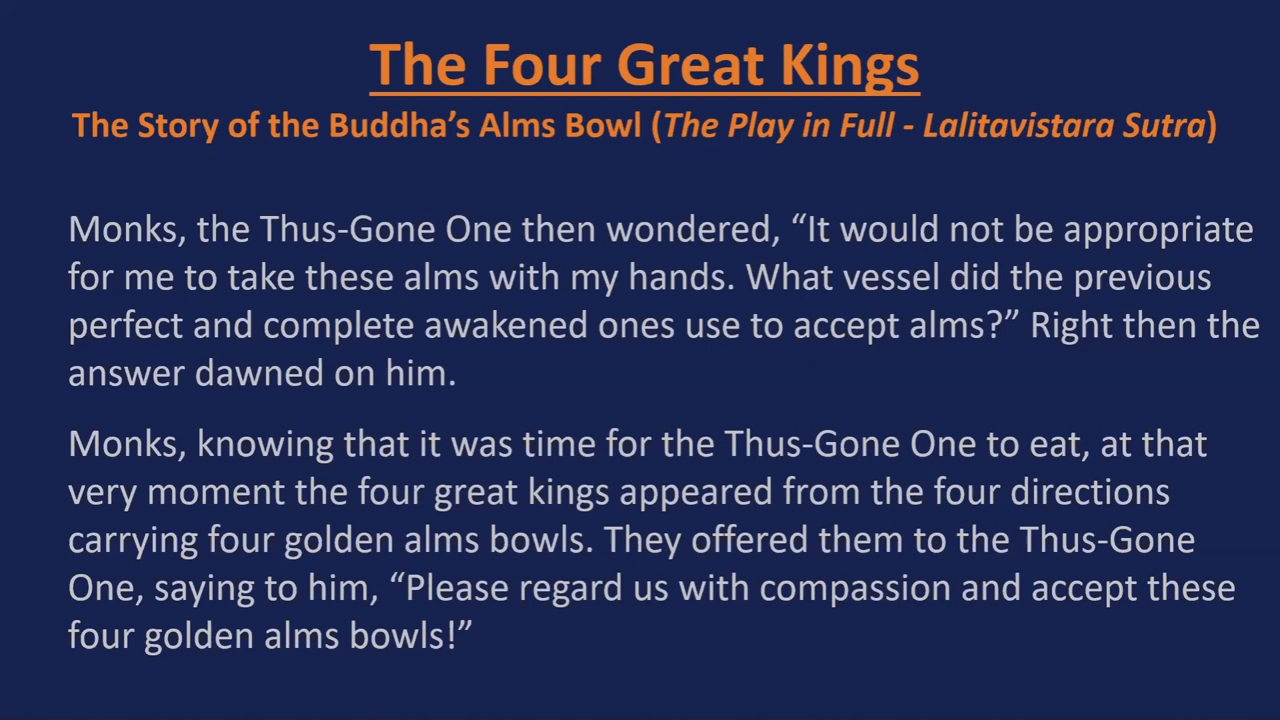 The Four Great Kings
The Story of the Buddha’s Alms Bowl (The Play in Full - Lalitavistara Sutra)
Monks, the Thus-Gone One then wondered, “It would not be appropriate
for me to take these alms with my hands. What vessel did the previous
perfect and complete awakened ones use to accept alms?” Right then the
answer dawned on him.
Monks, knowing that it was time for the Thus-Gone One to eat, at that
very moment the four great kings appeared from the four directions
carrying four golden alms bowls. They offered them to the Thus-Gone
One, saying to him, “Please regard us with compassion and accept these
four golden alms bowls!”